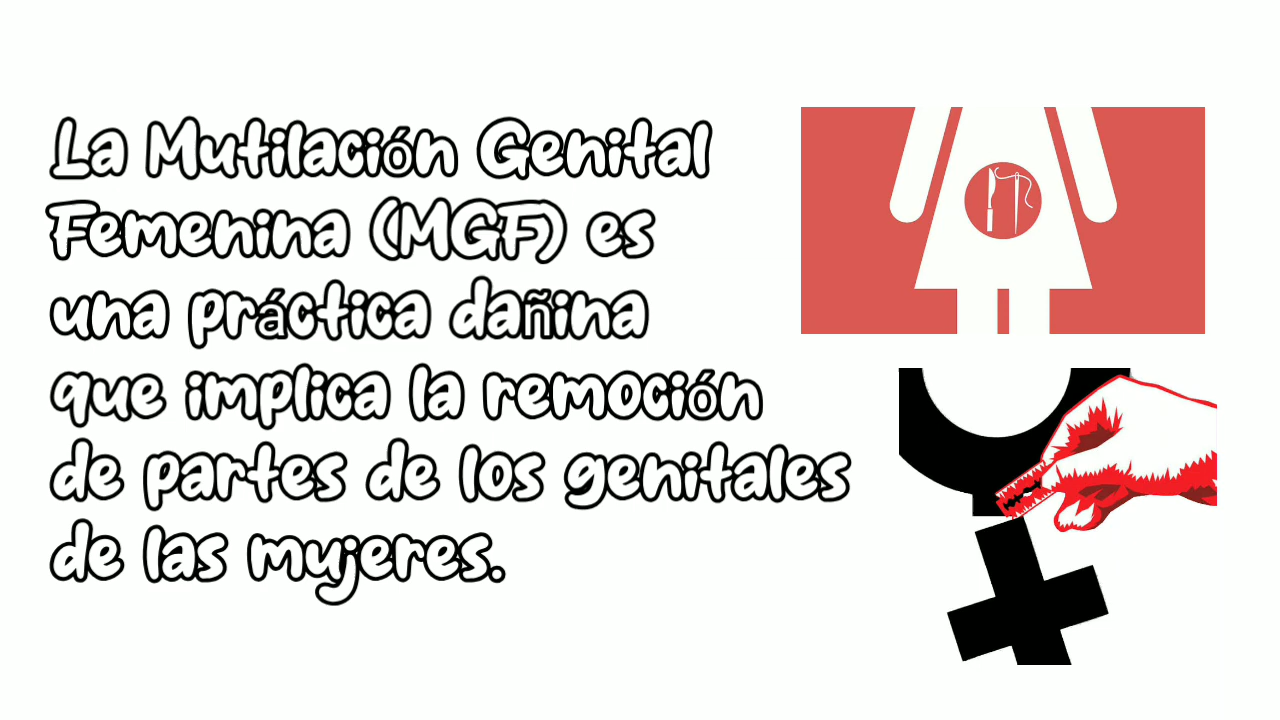 La Mutilación Genital
Femenina (MGF) es
una práctica dañina
que implica la remoción
de partes de los genitales
de las mujeres.